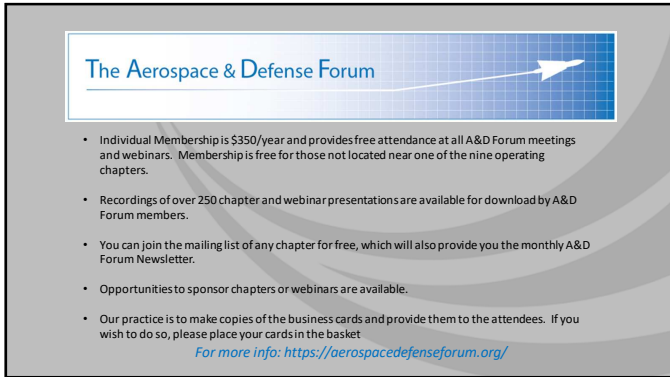 The Aerospace & Defense Forum
• Individual Membership is $350/year and provides free attendance at all A&D Forum meetings
and webinars. Membership is free for those not located near one of the nine operating
chapters.
• Recordings of over 250 chapter and webinar presentations are available for download by A&D
Forum members.
• You can join the mailing list of any chapter for free, which will also provide you the monthly A&D
Forum Newsletter.
• Opportunities to sponsor chapters or webinars are available.
• Our practice is to make copies of the business cards and provide them to the attendees. If you
wish to do so, please place your cards in the basket
For more info: https://aerospacedefenseforum.org/